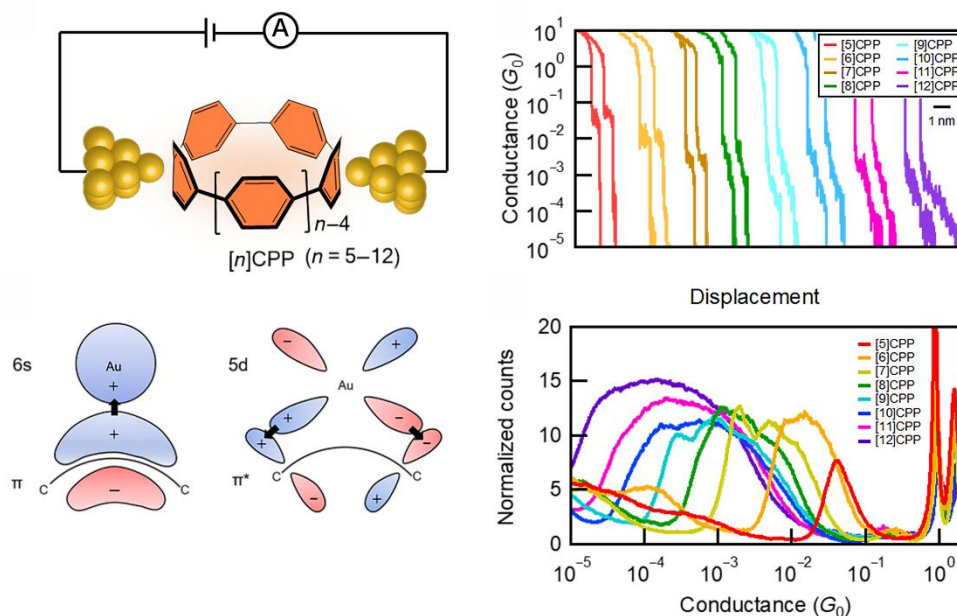 A
n−4
[n]CPP (n = 5−12)
Conductance (G0)
10^1
10^0
10^−1
10^−2
10^−3
10^−4
10^−5
[5]CPP [9]CPP
[6]CPP [10]CPP
[7]CPP [11]CPP
[8]CPP [12]CPP
1 nm
Displacement
6s
Au
+
+
π C C
−
5d
− +
Au
+ −
+ −
π* C C
− +
Normalized counts
20
15
10
5
0
[5]CPP
[6]CPP
[7]CPP
[8]CPP
[9]CPP
[10]CPP
[11]CPP
[12]CPP
10^−5 10^−4 10^−3 10^−2 10^−1 10^0
Conductance (G0)